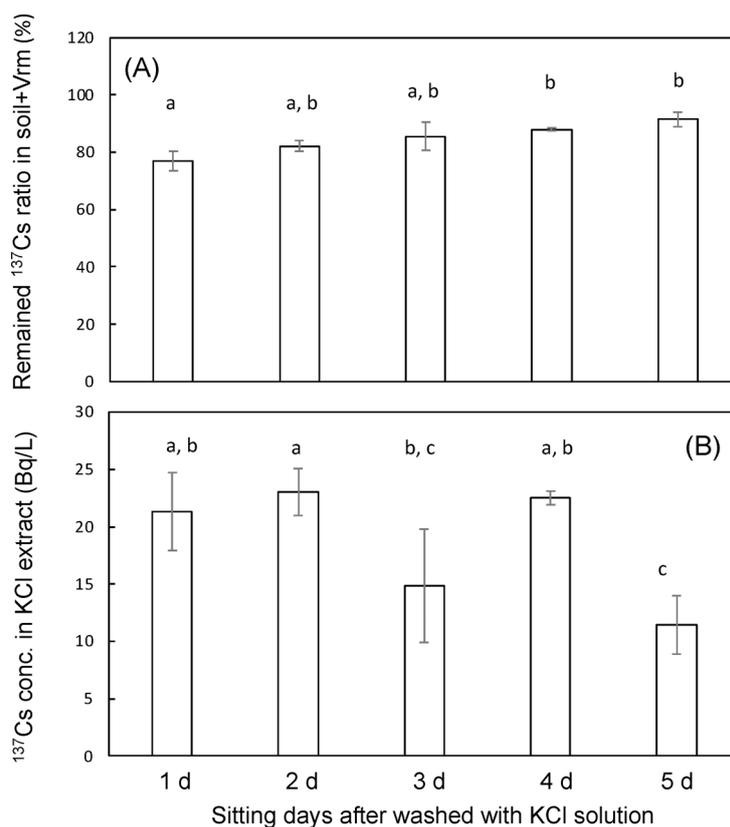 Remained ¹³⁷Cs ratio in soil+Vrm (%)
120
100
80
60
40
20
0
(A)
a
a, b
a, b
b
b
¹³⁷Cs conc. in KCl extract (Bq/L)
30
25
20
15
10
5
0
(B)
a, b
a
b, c
a, b
c
1 d 2 d 3 d 4 d 5 d
Sitting days after washed with KCl solution